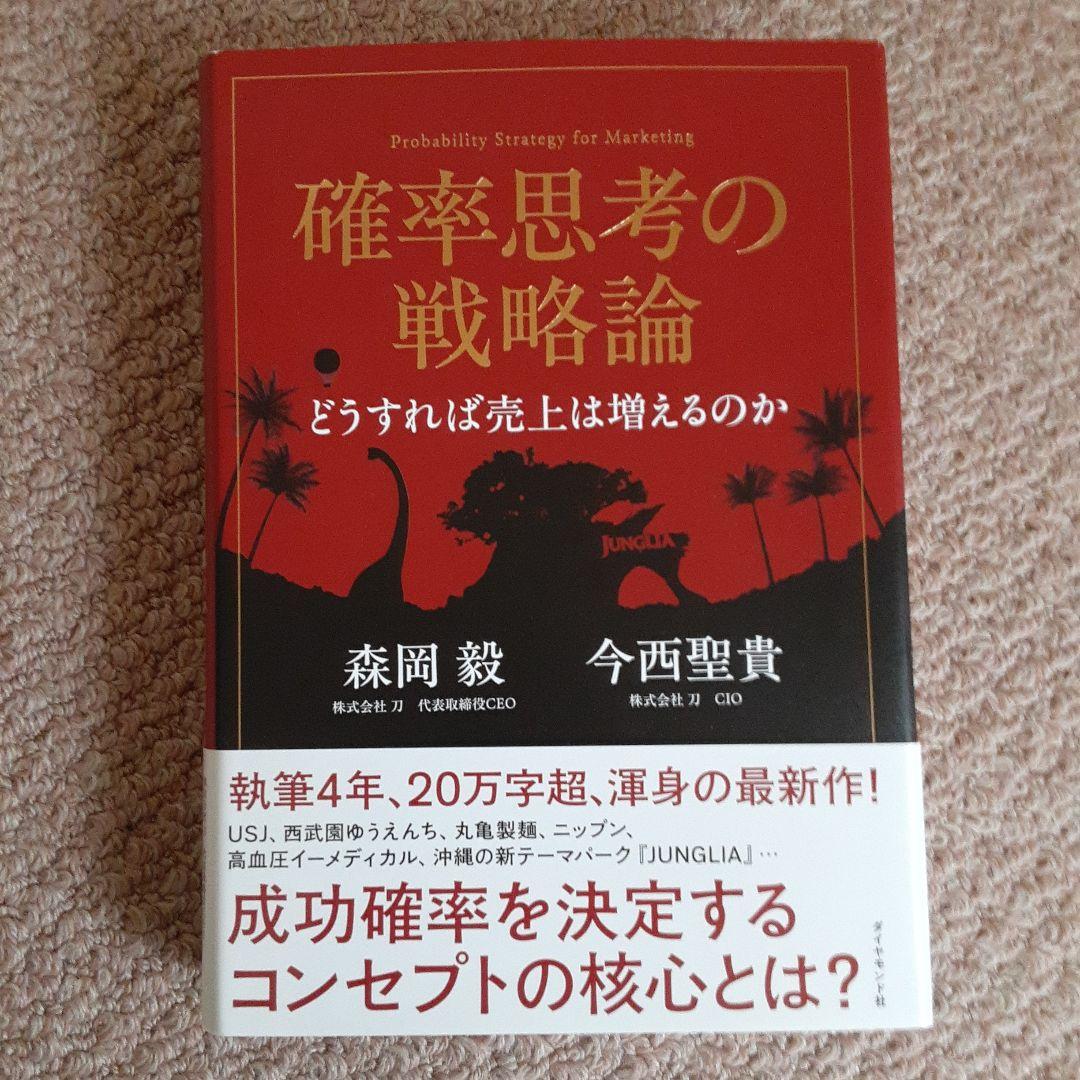 Probability Strategy for Marketing
確率思考の
戦略論
どうすれば売上は増えるのか
JUNGLIA
森岡 毅
株式会社 刀 代表取締役CEO
今西聖貴
株式会社 刀 CIO
執筆4年、20万字超、渾身の最新作!
USJ、西武園ゆうえんち、丸亀製麺、ニップン、
高血圧イーメディカル、沖縄の新テーマパーク『JUNGLIA』…
成功確率を決定する
コンセプトの核心とは?
ダイヤモンド社